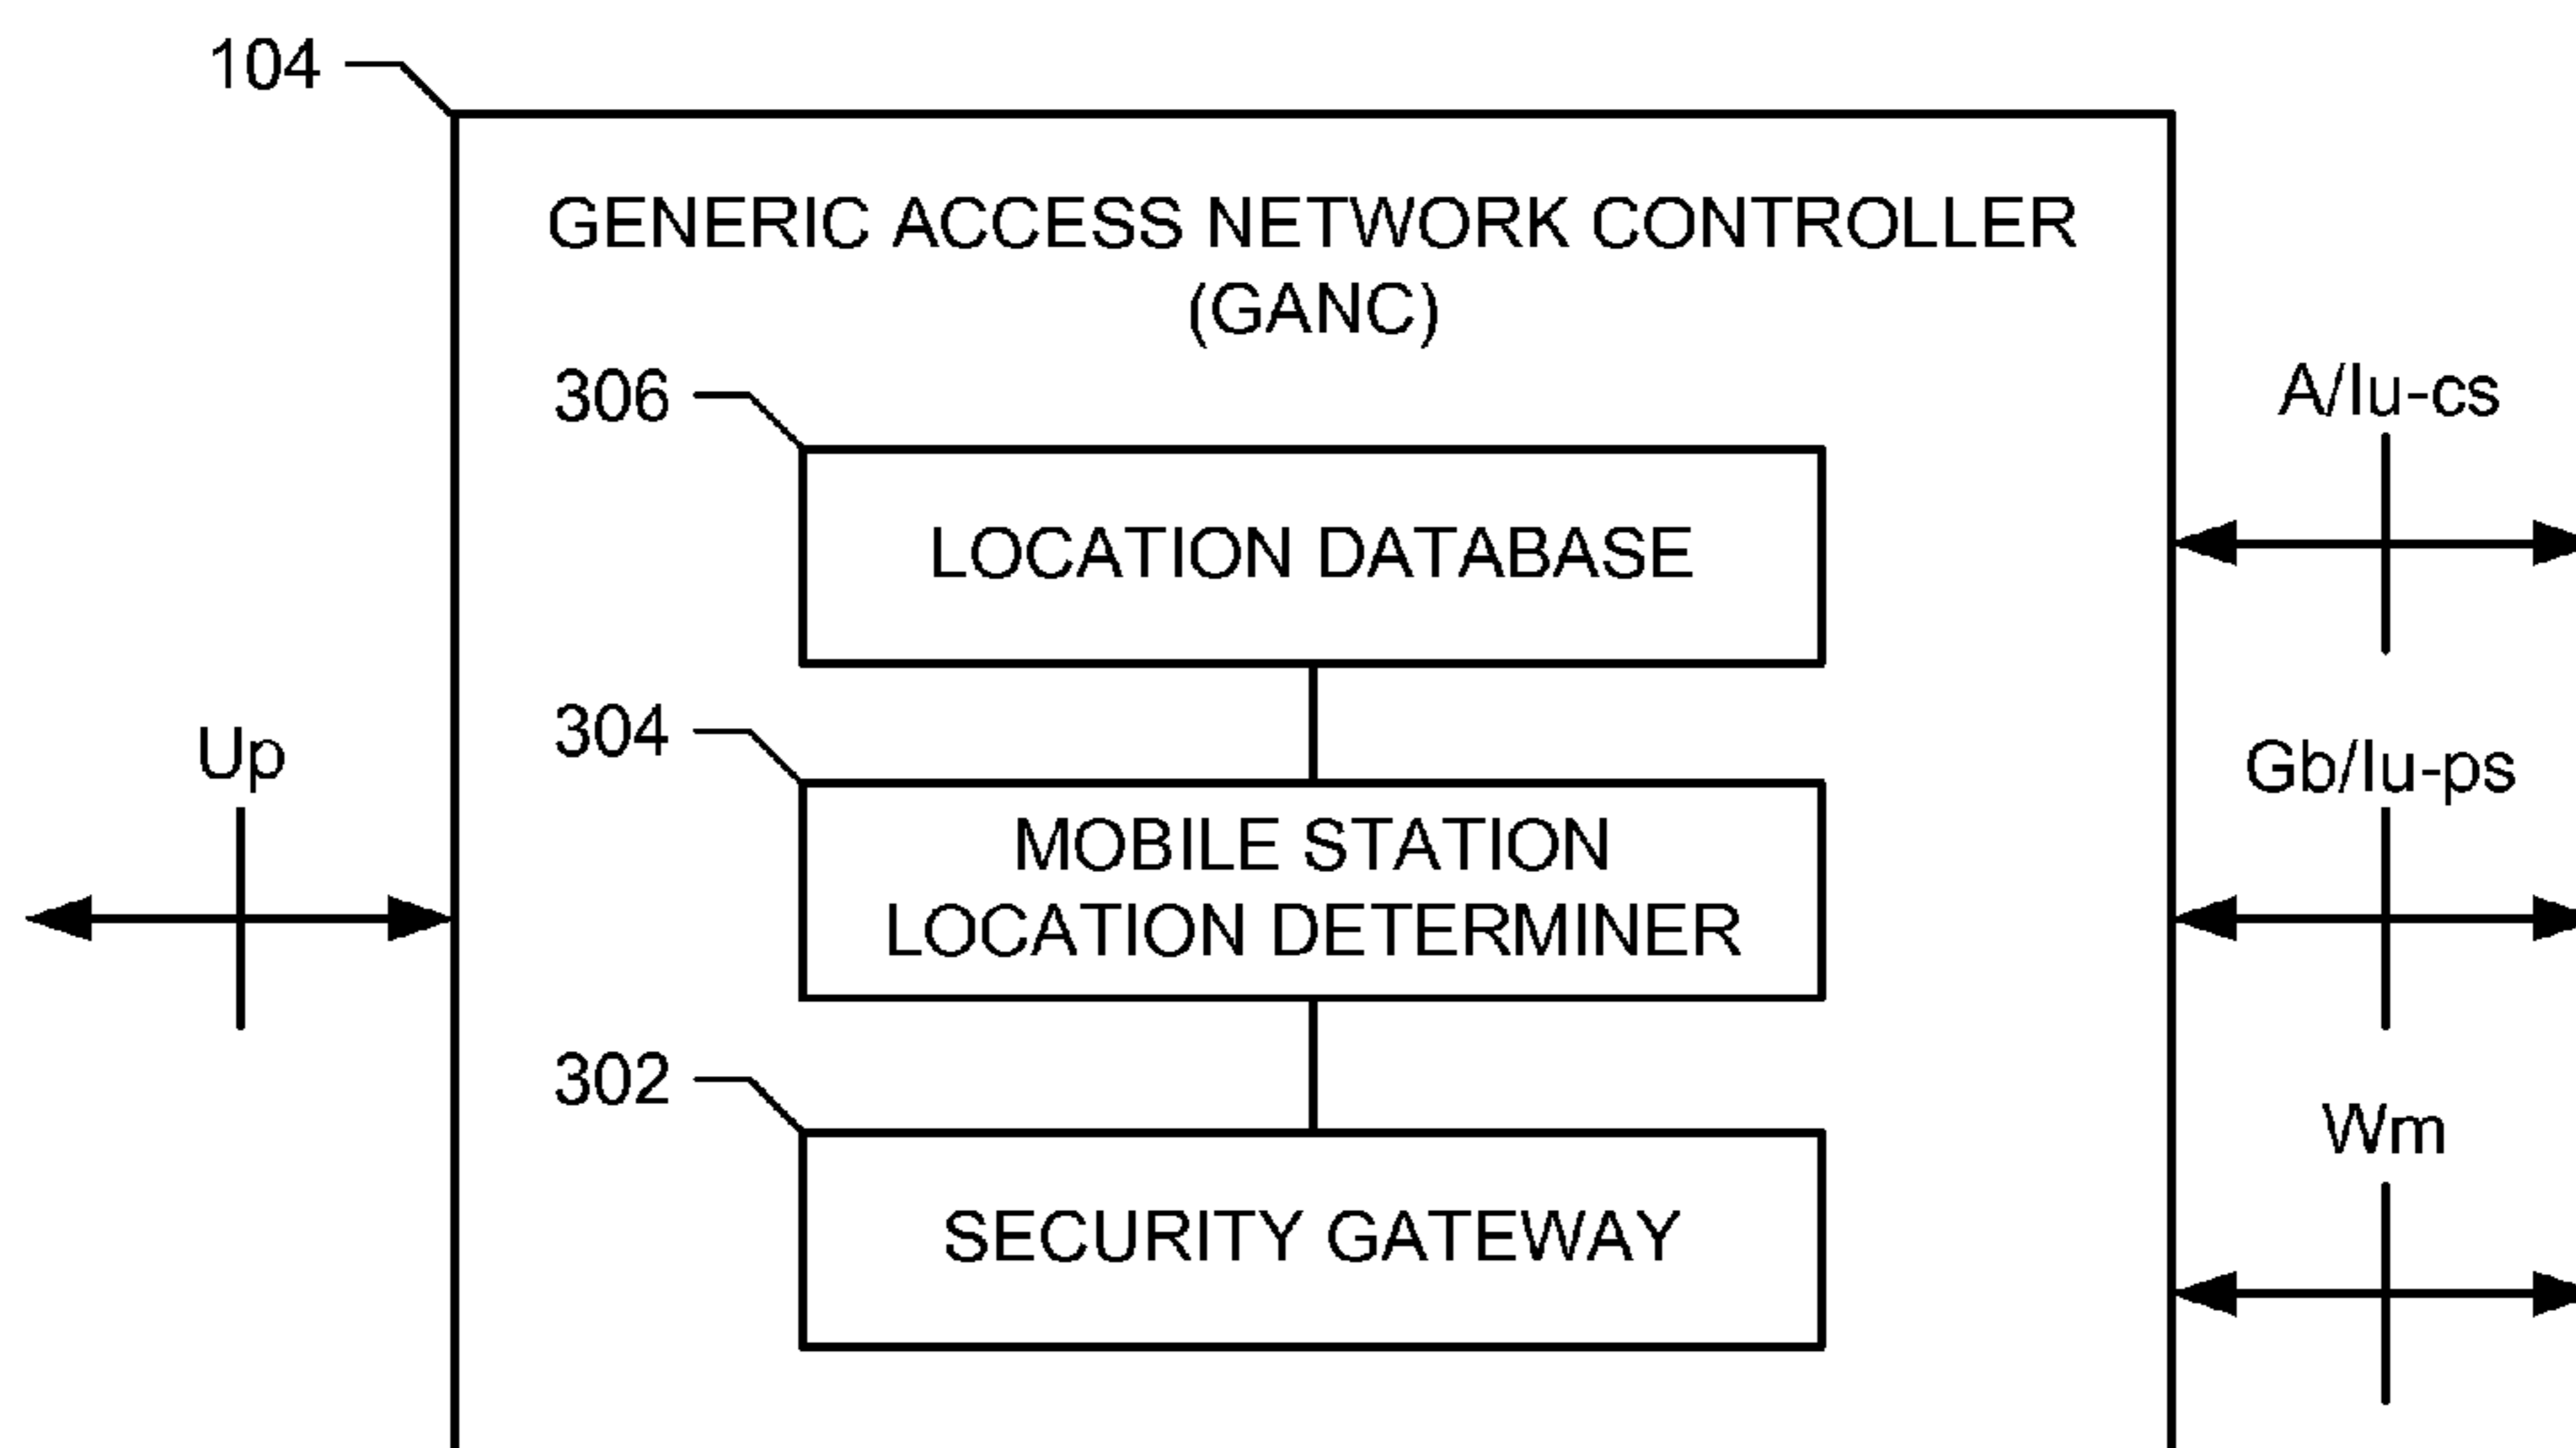 104
GENERIC ACCESS NETWORK CONTROLLER
(GANC)
306
LOCATION DATABASE
A/Iu-cs
304
MOBILE STATION
LOCATION DETERMINER
Up
Gb/Iu-ps
302
SECURITY GATEWAY
Wm